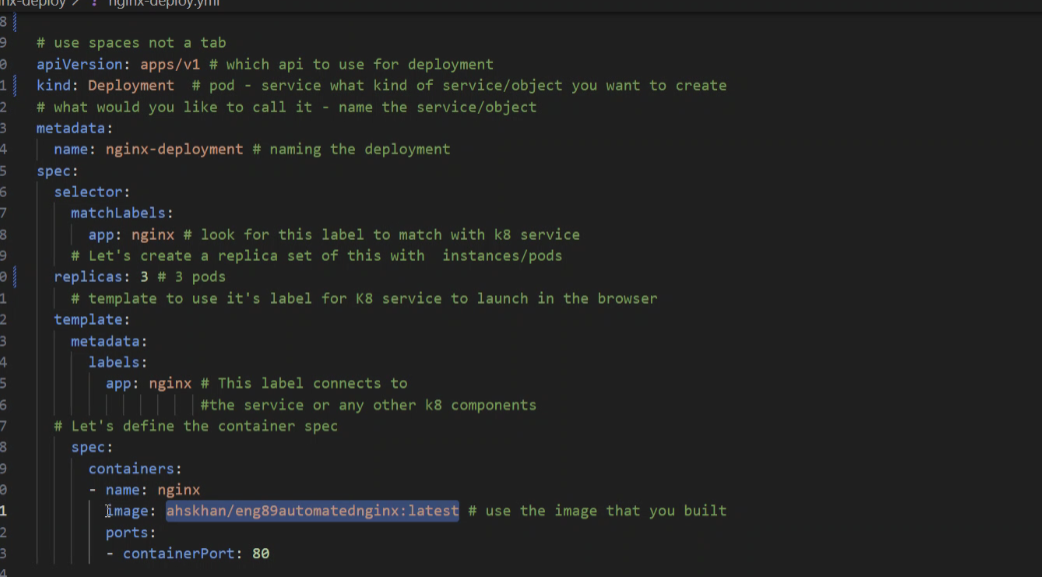 nx-deploy > ! nginx-deploy.yml
8
9 # use spaces not a tab
0 apiVersion: apps/v1 # which api to use for deployment
1 kind: Deployment # pod - service what kind of service/object you want to create
2 # what would you like to call it - name the service/object
3 metadata:
4 name: nginx-deployment # naming the deployment
5 spec:
6 selector:
7 matchLabels:
8 app: nginx # look for this label to match with k8 service
9 # Let's create a replica set of this with  instances/pods
0 replicas: 3 # 3 pods
1 # template to use it's label for K8 service to launch in the browser
2 template:
3 metadata:
4 labels:
5 app: nginx # This label connects to
6 #the service or any other k8 components
7 # Let's define the container spec
8 spec:
9 containers:
0 - name: nginx
1 image: ahskhan/eng89automatednginx:latest # use the image that you built
2 ports:
3 - containerPort: 80
4